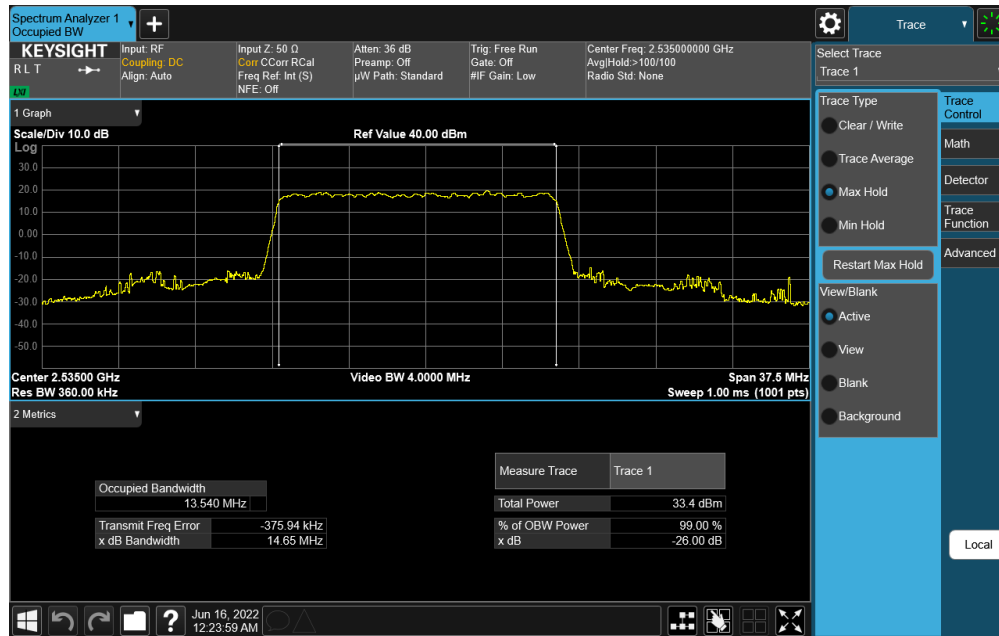 Spectrum Analyzer 1
Occupied BW
Trace
KEYSIGHT
RLT
LXI
Input: RF
Coupling: DC
Align: Auto
Input Z: 50 Ω
Corr CCorr RCal
Freq Ref: Int (S)
NFE: Off
Atten: 36 dB
Preamp: Off
µW Path: Standard
Trig: Free Run
Gate: Off
#IF Gain: Low
Center Freq: 2.535000000 GHz
Avg|Hold:>100/100
Radio Std: None
Select Trace
Trace 1
1 Graph
Scale/Div 10.0 dB
Ref Value 40.00 dBm
Log
30.0
20.0
10.0
0.00
-10.0
-20.0
-30.0
-40.0
-50.0
Center 2.53500 GHz
Video BW 4.0000 MHz
Span 37.5 MHz
Res BW 360.00 kHz
Sweep 1.00 ms (1001 pts)
Trace Type
Clear / Write
Trace Average
Max Hold
Min Hold
Restart Max Hold
View/Blank
Active
View
Blank
Background
Trace
Control
Math
Detector
Trace
Function
Advanced
Local
2 Metrics
Occupied Bandwidth
13.540 MHz
Transmit Freq Error -375.94 kHz
x dB Bandwidth 14.65 MHz
Measure Trace Trace 1
Total Power 33.4 dBm
% of OBW Power 99.00 %
x dB -26.00 dB
?
Jun 16, 2022
12:23:59 AM